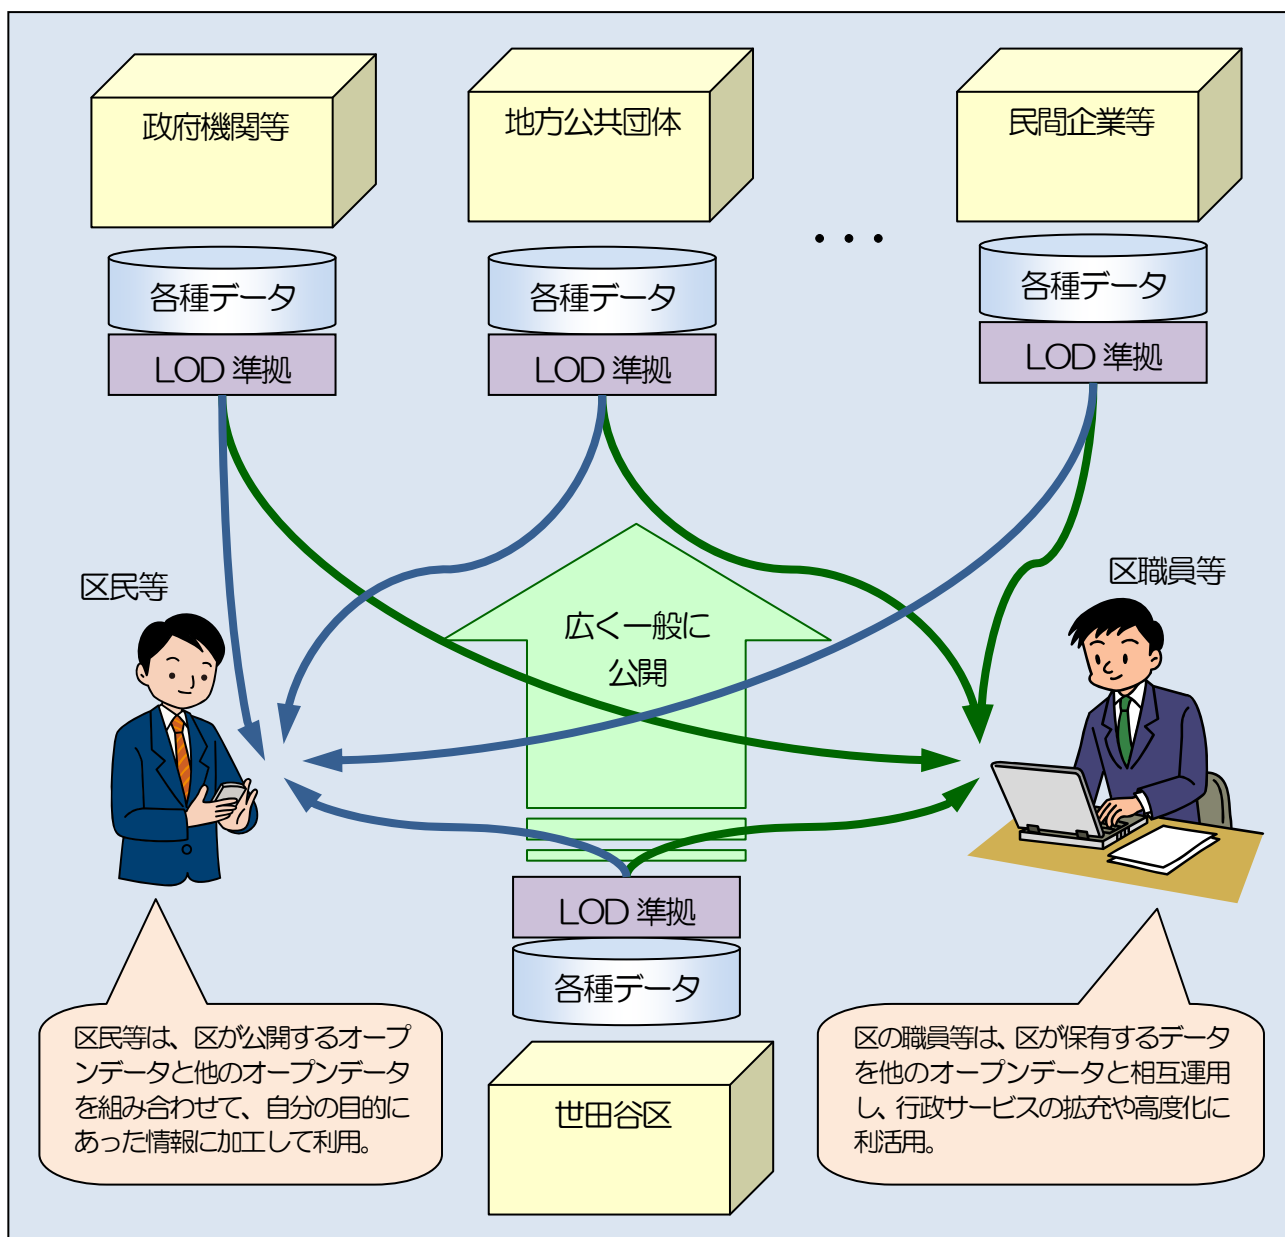 政府機関等
地方公共団体
民間企業等
・・・
各種データ
各種データ
各種データ
LOD 準拠
LOD 準拠
LOD 準拠
区民等
区職員等
広く一般に
公開
LOD 準拠
各種データ
世田谷区
区民等は、区が公開するオープ
ンデータと他のオープンデータ
を組み合わせて、自分の目的に
あった情報に加工して利用。
区の職員等は、区が保有するデータ
を他のオープンデータと相互運用
し、行政サービスの拡充や高度化に
利活用。